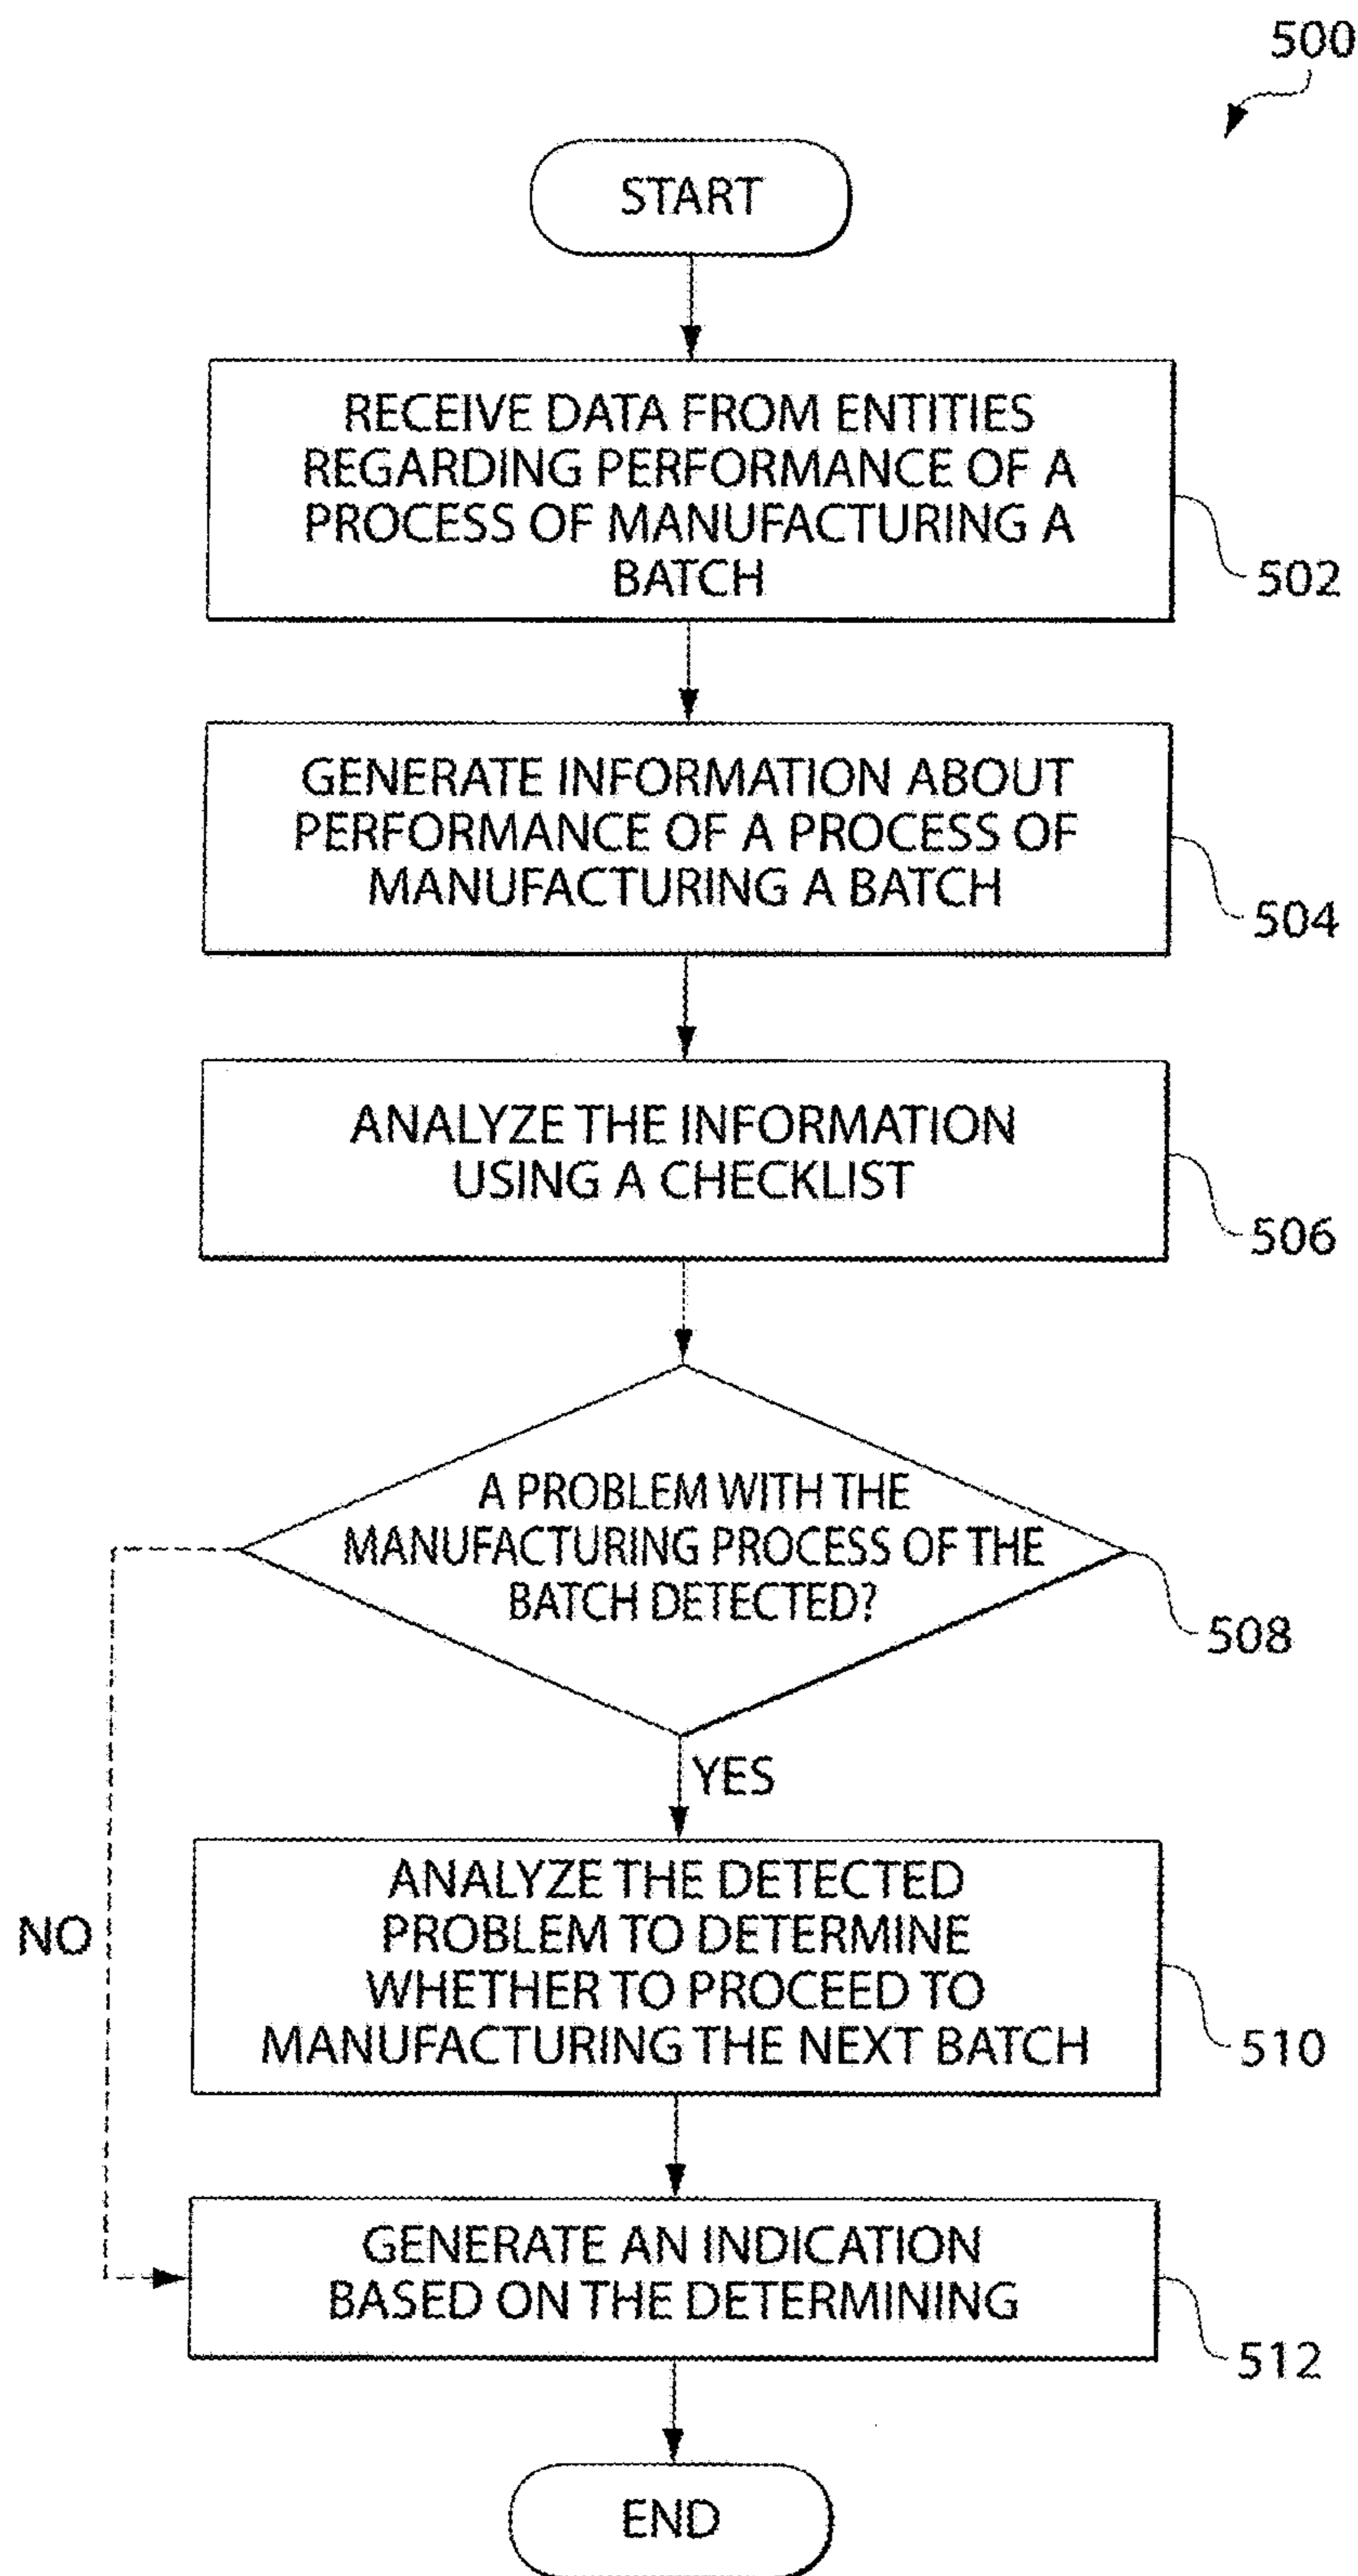 500
START
RECEIVE DATA FROM ENTITIES
REGARDING PERFORMANCE OF A
PROCESS OF MANUFACTURING A
BATCH
502
GENERATE INFORMATION ABOUT
PERFORMANCE OF A PROCESS OF
MANUFACTURING A BATCH
504
ANALYZE THE INFORMATION
USING A CHECKLIST
506
A PROBLEM WITH THE
MANUFACTURING PROCESS OF THE
BATCH DETECTED?
508
YES
NO
ANALYZE THE DETECTED
PROBLEM TO DETERMINE
WHETHER TO PROCEED TO
MANUFACTURING THE NEXT BATCH
510
GENERATE AN INDICATION
BASED ON THE DETERMINING
512
END